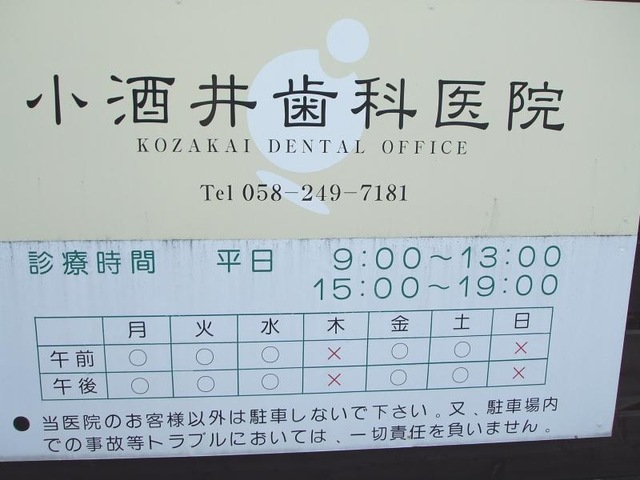 小酒井歯科医院
KOZAKAI DENTAL OFFICE
Tel 058-249-7181
診療時間 平日 9:00～13:00
15:00～19:00
月 火 水 木 金 土 日
午前 ○ ○ ○ × ○ ○ ×
午後 ○ ○ ○ × ○ ○ ×
● 当医院のお客様以外は駐車しないで下さい。又、駐車場内
での事故等トラブルにおいては、一切責任を負いません。